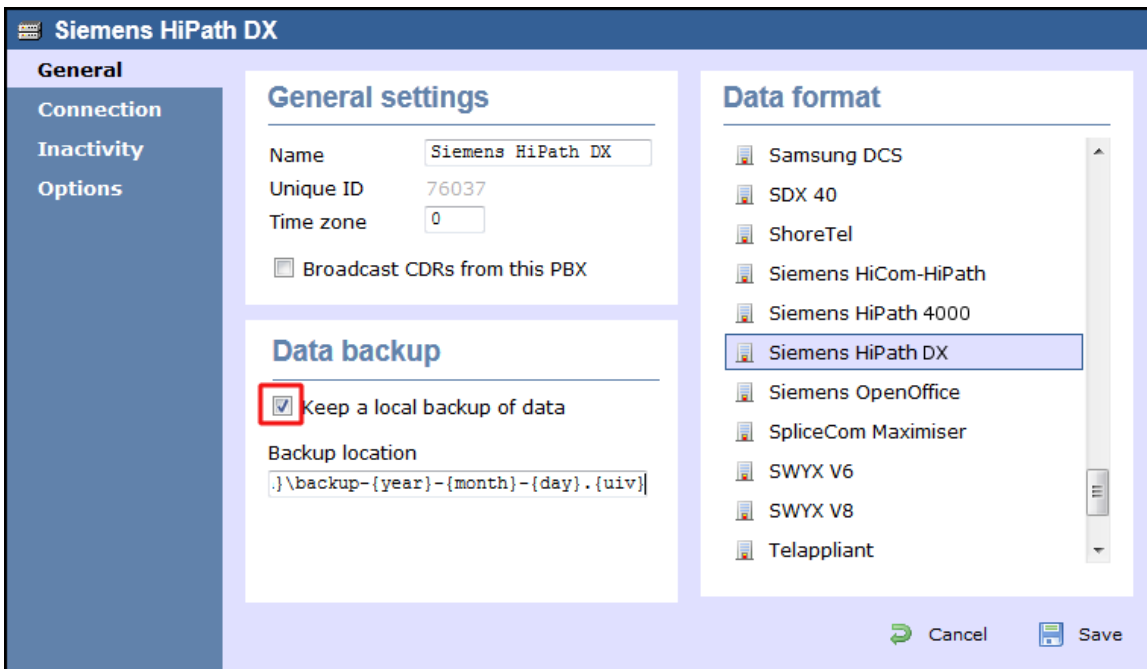 Siemens HiPath DX
General
Connection
Inactivity
Options
General settings
Name
Siemens HiPath DX
Unique ID
76037
Time zone
0
Broadcast CDRs from this PBX
Data backup
Keep a local backup of data
Backup location
.}\backup-{year}-{month}-{day}.{uiv}
Data format
Samsung DCS
SDX 40
ShoreTel
Siemens HiCom-HiPath
Siemens HiPath 4000
Siemens HiPath DX
Siemens OpenOffice
SpliceCom Maximiser
SWYX V6
SWYX V8
Telappliant
Cancel
Save